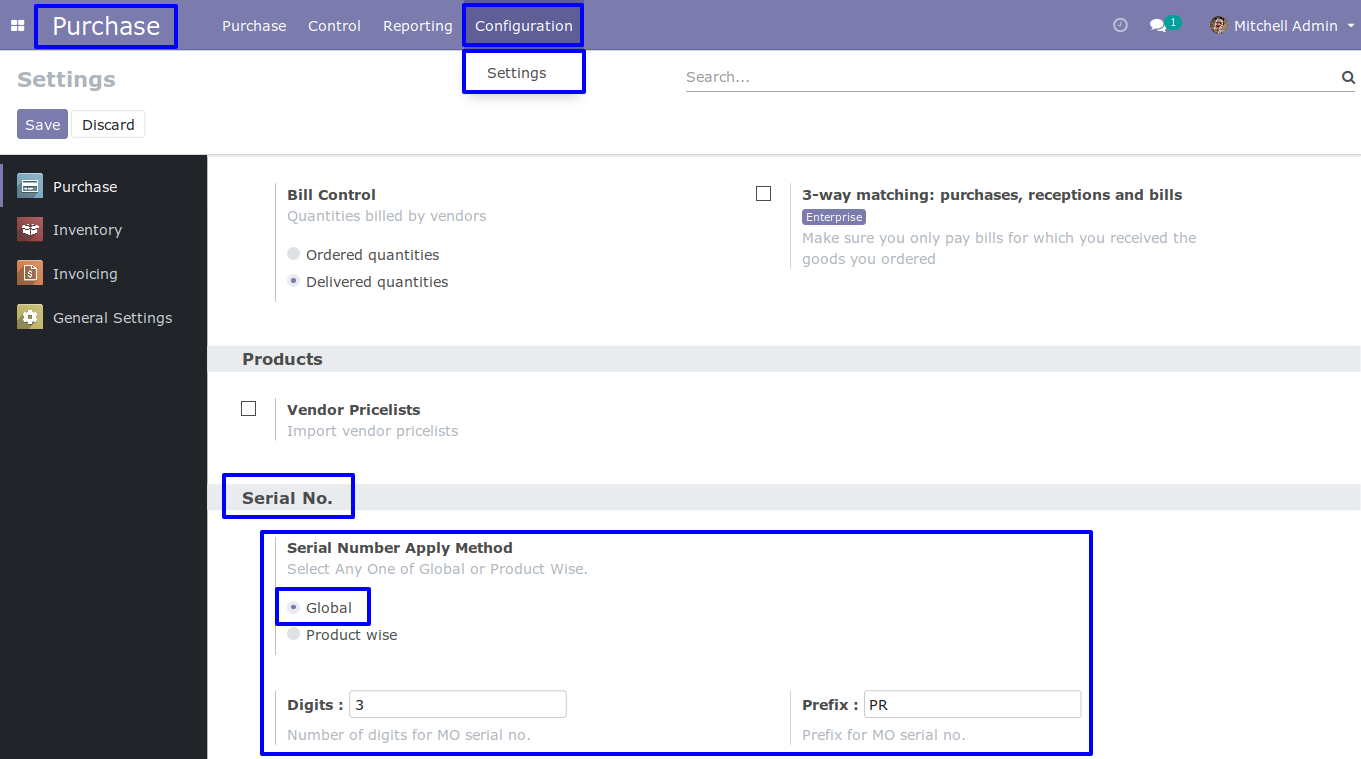 Purchase
Purchase Control Reporting Configuration
1
Mitchell Admin
Settings
Settings
Search...
Save Discard
Purchase
Inventory
Invoicing
General Settings
Bill Control
Quantities billed by vendors
Ordered quantities
Delivered quantities
3-way matching: purchases, receptions and bills
Enterprise
Make sure you only pay bills for which you received the
goods you ordered
Products
Vendor Pricelists
Import vendor pricelists
Serial No.
Serial Number Apply Method
Select Any One of Global or Product Wise.
Global
Product wise
Digits : 3
Number of digits for MO serial no.
Prefix : PR
Prefix for MO serial no.